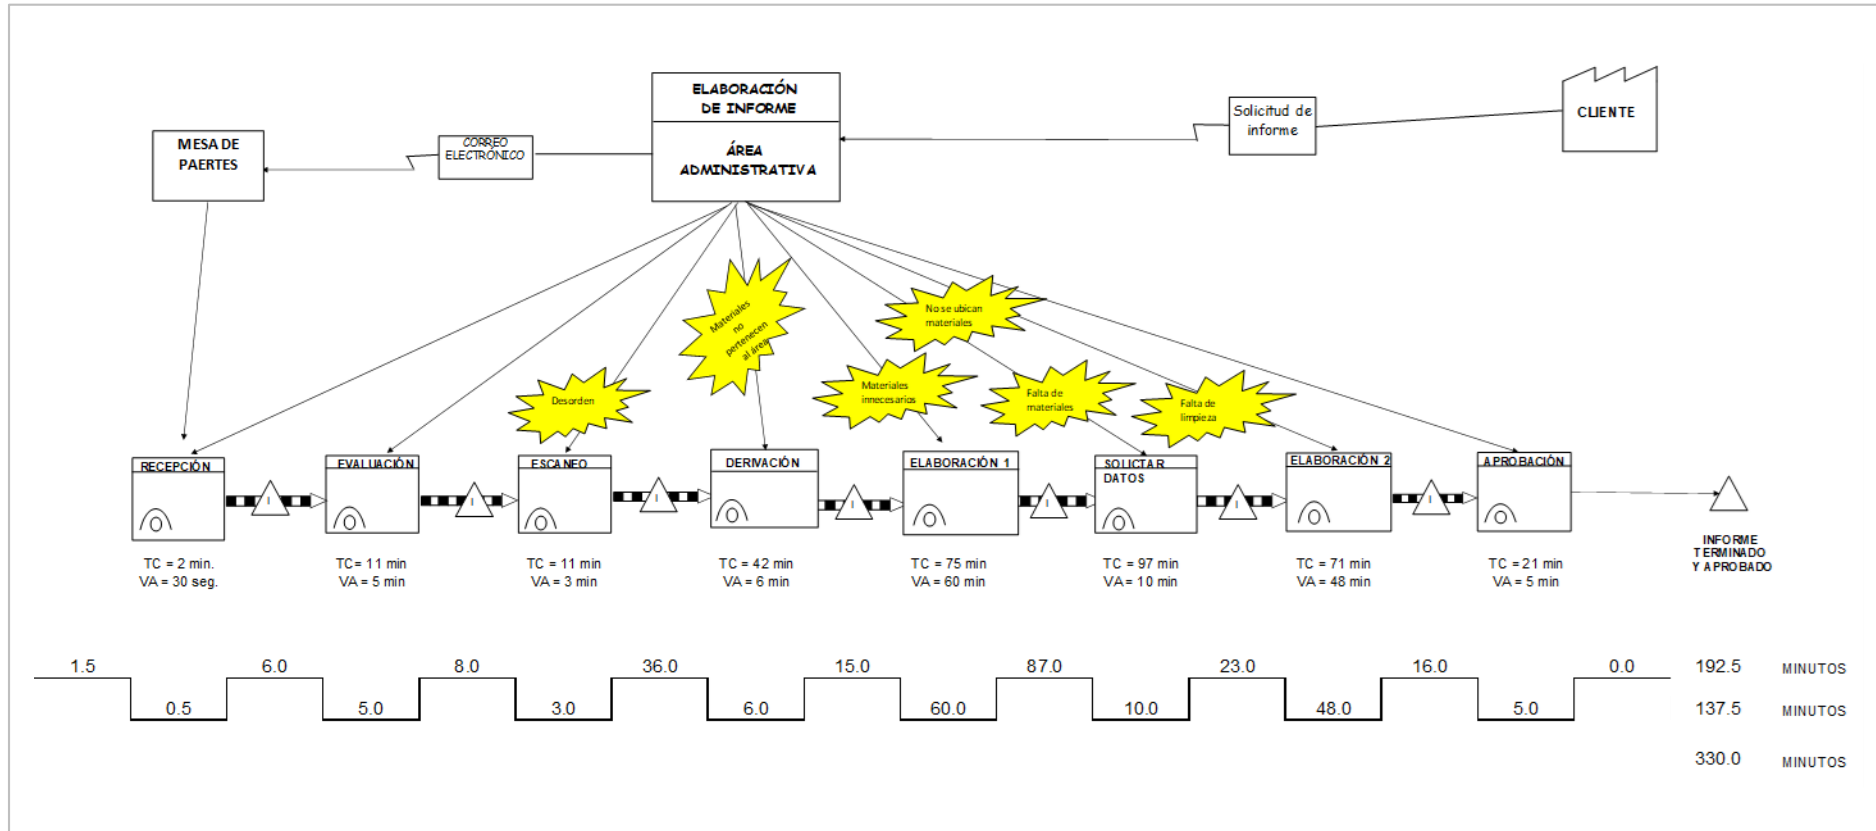 ELABORACIÓN
DE INFORME
ÁREA
ADMINISTRATIVA
Solicitud de
informe
CLIENTE
MESA DE
PAERTES
CORREO
ELECTRÓNICO
Materiales
no
pertenecen
al área
No se ubican
materiales
Desorden
Materiales
innecesarios
Falta de
materiales
Falta de
limpieza
RECEPCIÓN
EVALUACIÓN
ESCANEO
DERIVACIÓN
ELABORACIÓN 1
SOLICTAR
DATOS
ELABORACIÓN 2
APROBACIÓN
I
I
I
I
I
I
I
INFORME
TERMINADO
Y APROBADO
TC = 2 min.
VA = 30 seg.
TC = 11 min
VA = 5 min
TC = 11 min
VA = 3 min
TC = 42 min
VA = 6 min
TC = 75 min
VA = 60 min
TC = 97 min
VA = 10 min
TC = 71 min
VA = 48 min
TC = 21 min
VA = 5 min
1.5 6.0 8.0 36.0 15.0 87.0 23.0 16.0 0.0 192.5 MINUTOS
0.5 5.0 3.0 6.0 60.0 10.0 48.0 5.0 137.5 MINUTOS
330.0 MINUTOS